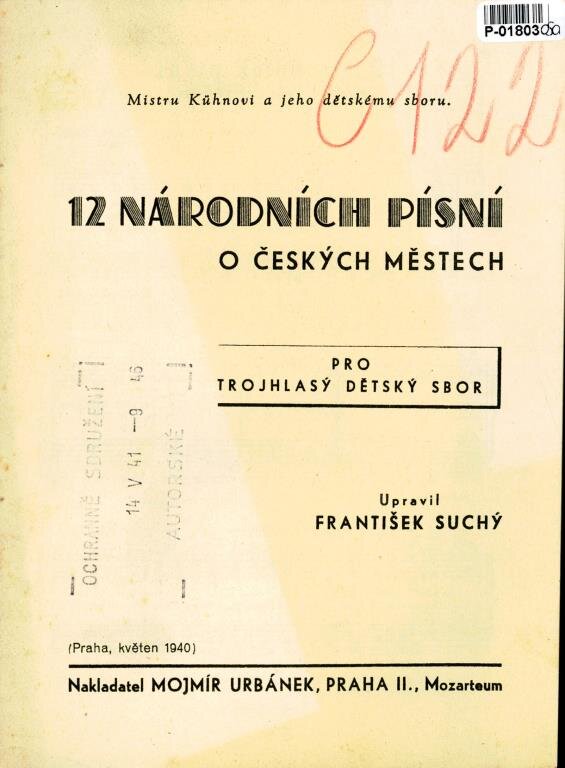 P-01803
C122
Mistru Kühnovi a jeho dětskému sboru.
12 NÁRODNÍCH PÍSNÍ
O ČESKÝCH MĚSTECH
PRO
TROJHLASÝ DĚTSKÝ SBOR
OCHRANNÉ SDRUŽENÍ
14 V 41 —9 46
AUTORSKÉ
Upravil
FRANTIŠEK SUCHÝ
(Praha, květen 1940)
Nakladatel MOJMÍR URBÁNEK, PRAHA II., Mozarteum